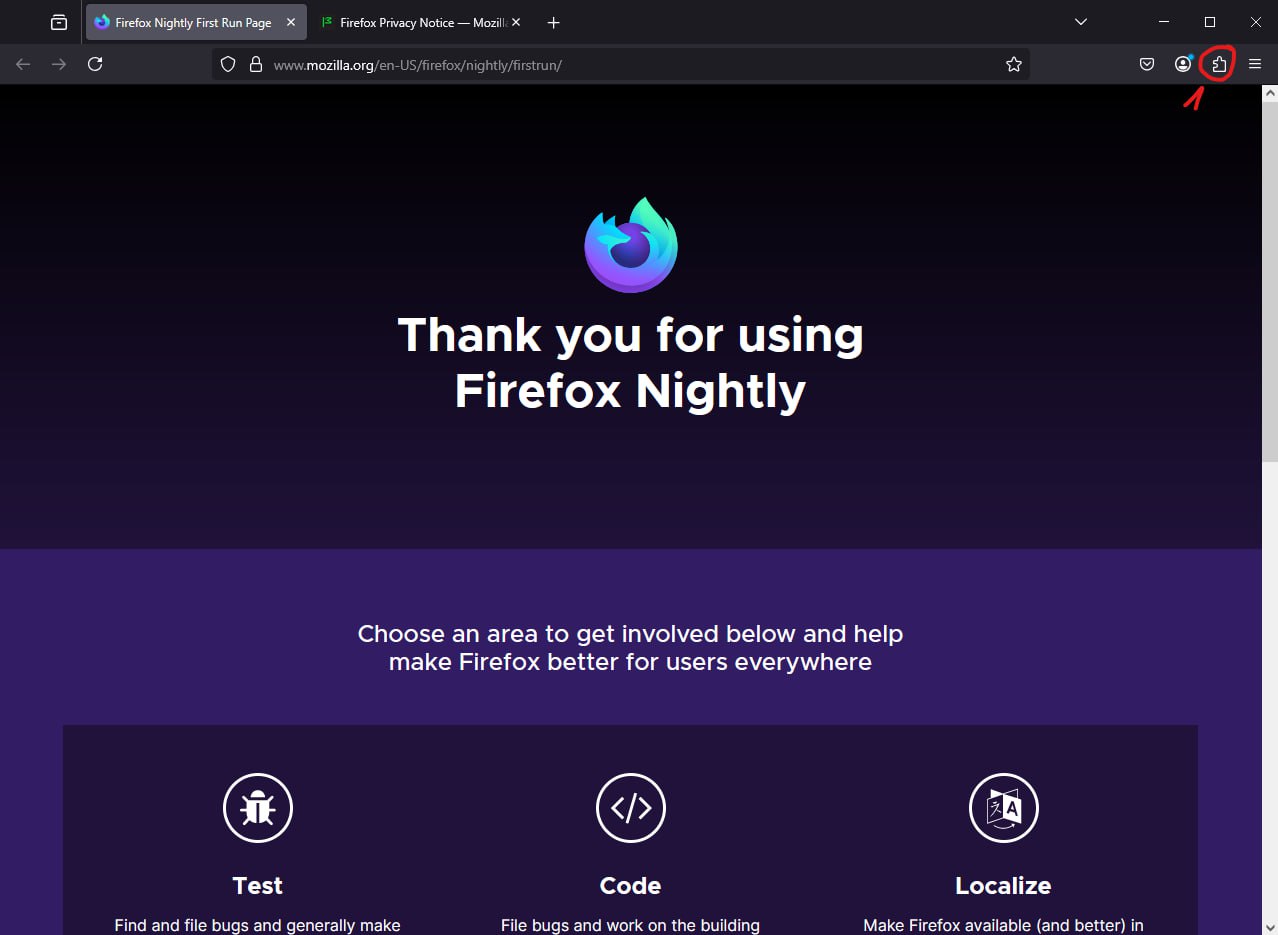 Firefox Nightly First Run Page
Firefox Privacy Notice — Mozill
www.mozilla.org/en-US/firefox/nightly/firstrun/
1
Thank you for using
Firefox Nightly
Choose an area to get involved below and help
make Firefox better for users everywhere
A
Test
Code
Localize
Find and file bugs and generally make
File bugs and work on the building
Make Firefox available (and better) in